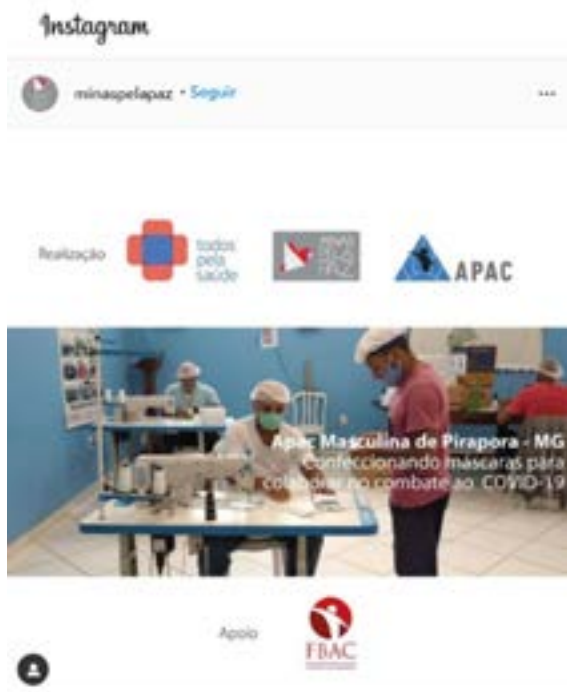 Instagram
minaspelapaz • Seguir
Realização
todos
pela
saúde
APAC
Apac Masculina de Pirapora - MG
Confeccionando máscaras para
colaborar no combate ao COVID-19
Apoio
FBAC